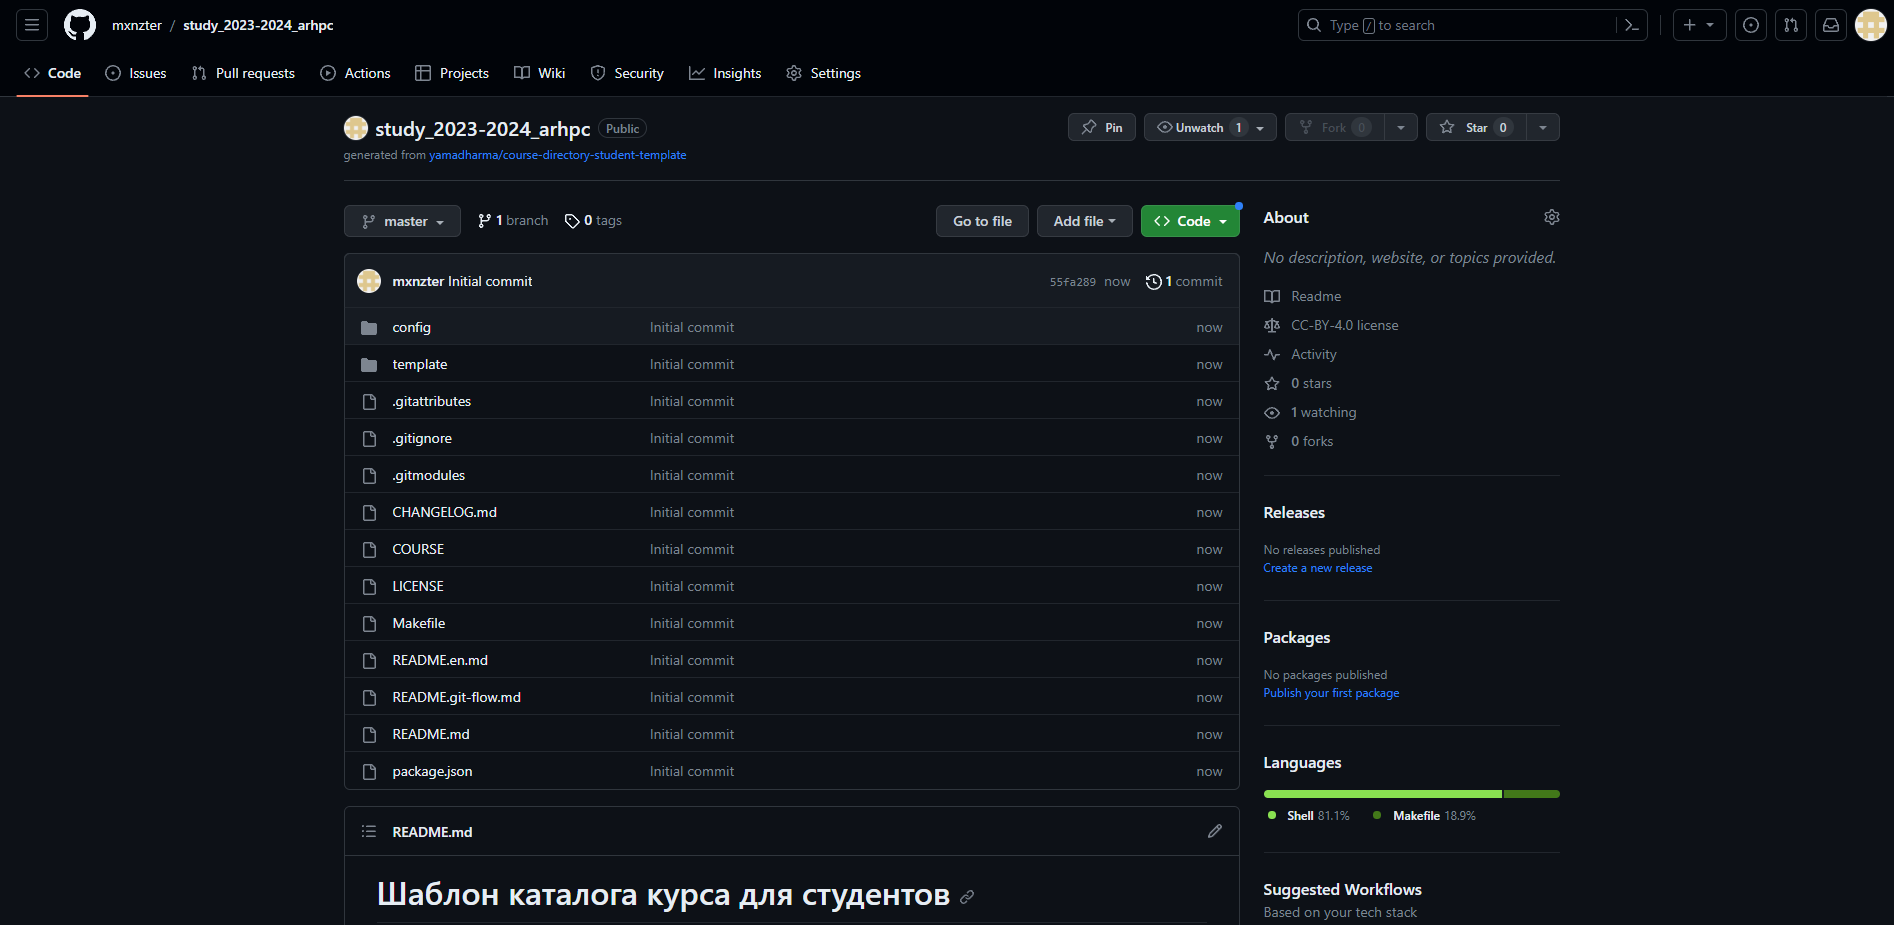 mxnzter / study_2023-2024_arhpc
Type / to search
Code Issues Pull requests Actions Projects Wiki Security Insights Settings
study_2023-2024_arhpc Public
Pin Unwatch 1 Fork 0 Star 0
generated from yamadharma/course-directory-student-template
master 1 branch 0 tags
Go to file Add file Code
mxnzter Initial commit 55fa289 now 1 commit
config Initial commit now
template Initial commit now
.gitattributes Initial commit now
.gitignore Initial commit now
.gitmodules Initial commit now
CHANGELOG.md Initial commit now
COURSE Initial commit now
LICENSE Initial commit now
Makefile Initial commit now
README.en.md Initial commit now
README.git-flow.md Initial commit now
README.md Initial commit now
package.json Initial commit now
README.md
Шаблон каталога курса для студентов
About
No description, website, or topics provided.
Readme
CC-BY-4.0 license
Activity
0 stars
1 watching
0 forks
Releases
No releases published
Create a new release
Packages
No packages published
Publish your first package
Languages
Shell 81.1% Makefile 18.9%
Suggested Workflows
Based on your tech stack